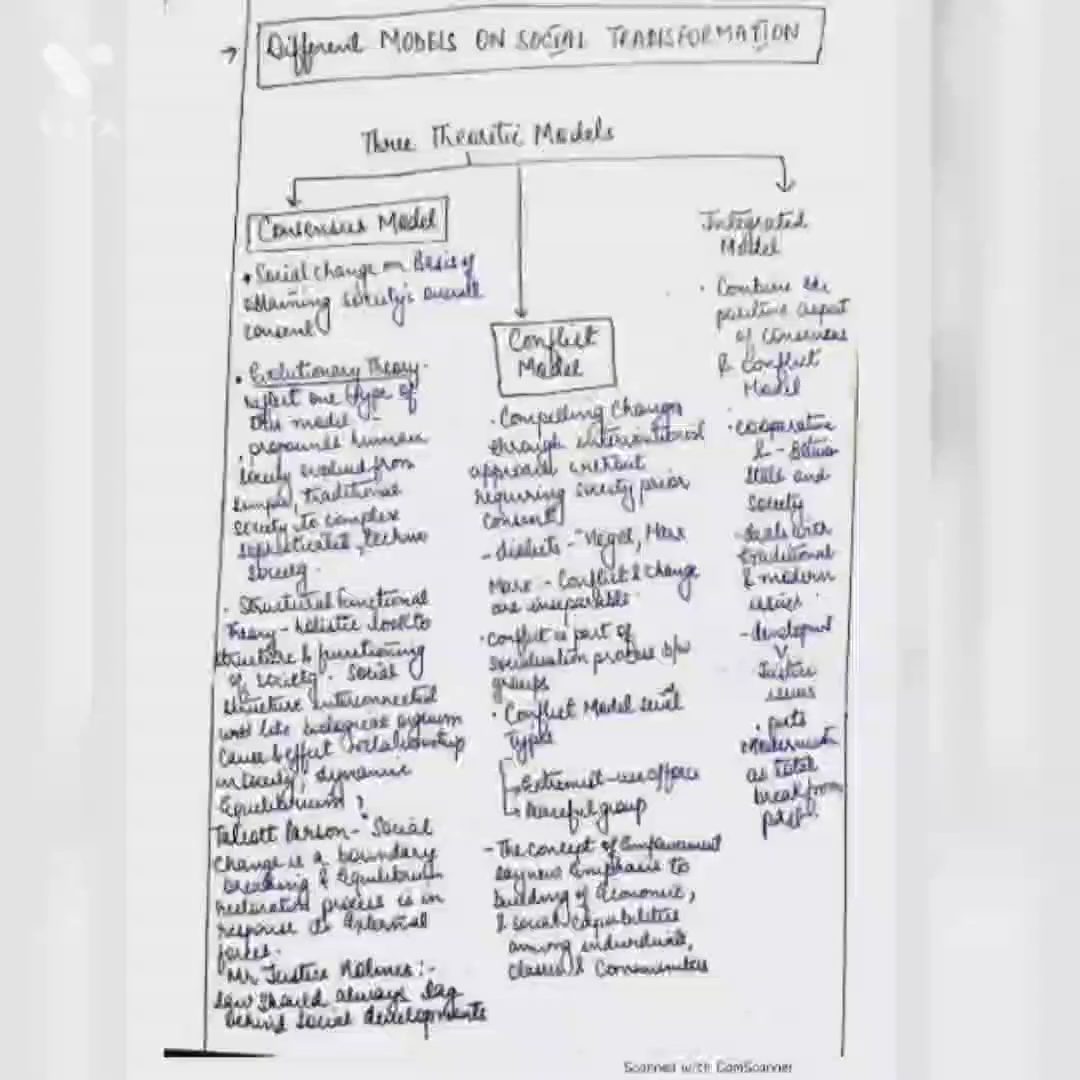 → Different MODELS ON SOCIAL TRANSFORMATION
Three Theoritic Models
Consensus Model
• Social change on Basis of
obtaining society's overall
consent
• Evolutionary Theory -
reflect one type of
this model -
propounds human
society evolved from
simple, traditional
society to complex
sophisticated, techno
society.
• Structural functional
Theory - holistic look to
structure & functioning
of society. Social
structure interconnected
and like biological organism
Cause & effect relationship
in society; dynamic
Equilibrium;
Talcott Parson - "Social
Change is a boundary
breaking & Equilibrium
restoration process is in
response to External
forces.
Mr Justice Holmes:-
Law should always lag
behind social developments
Conflict
Model
• Compelling Changes
through interventionist
approach without
requiring society prior
consent
- dialects - Hegel, Marx
Marx - Conflict & change
are inseparable
• Conflict is part of
socialisation process b/w
groups
• Conflict Model
Types
→ Extremist - use of force
→ Peaceful group
- The concept of Empowerment
lays new Emphasis to
building of Economic,
& social capabilities
among individuals,
classes & Communities
Integrated
Model
• Combine the
positive aspect
of Consensus
& Conflict
Model
• cooperative
& - Between
State and
society
- deals with
traditional
& modern
issues
- development
V
Justice
issues
• puts
Modernisation
as total
break from
past.
Scanned with CamScanner